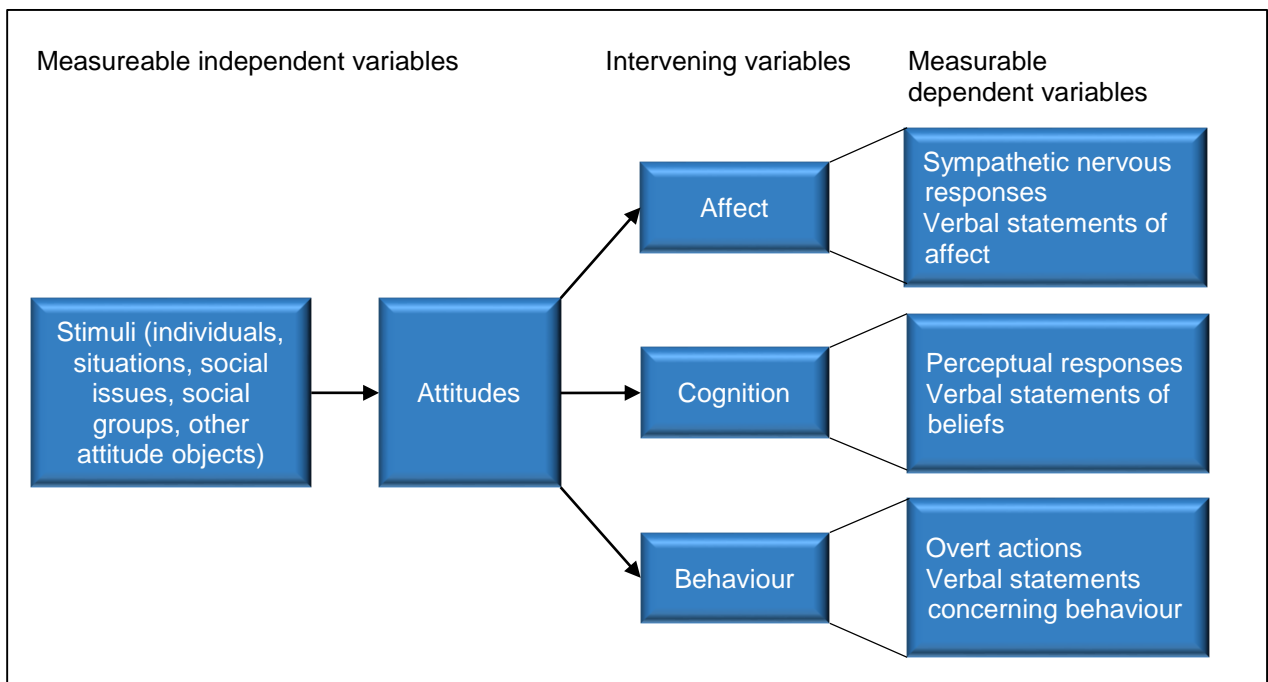 Measureable independent variables
Intervening variables
Measurable
dependent variables
Stimuli (individuals,
situations, social
issues, social
groups, other
attitude objects)
Attitudes
Affect
Sympathetic nervous
responses
Verbal statements of
affect
Cognition
Perceptual responses
Verbal statements of
beliefs
Behaviour
Overt actions
Verbal statements
concerning behaviour